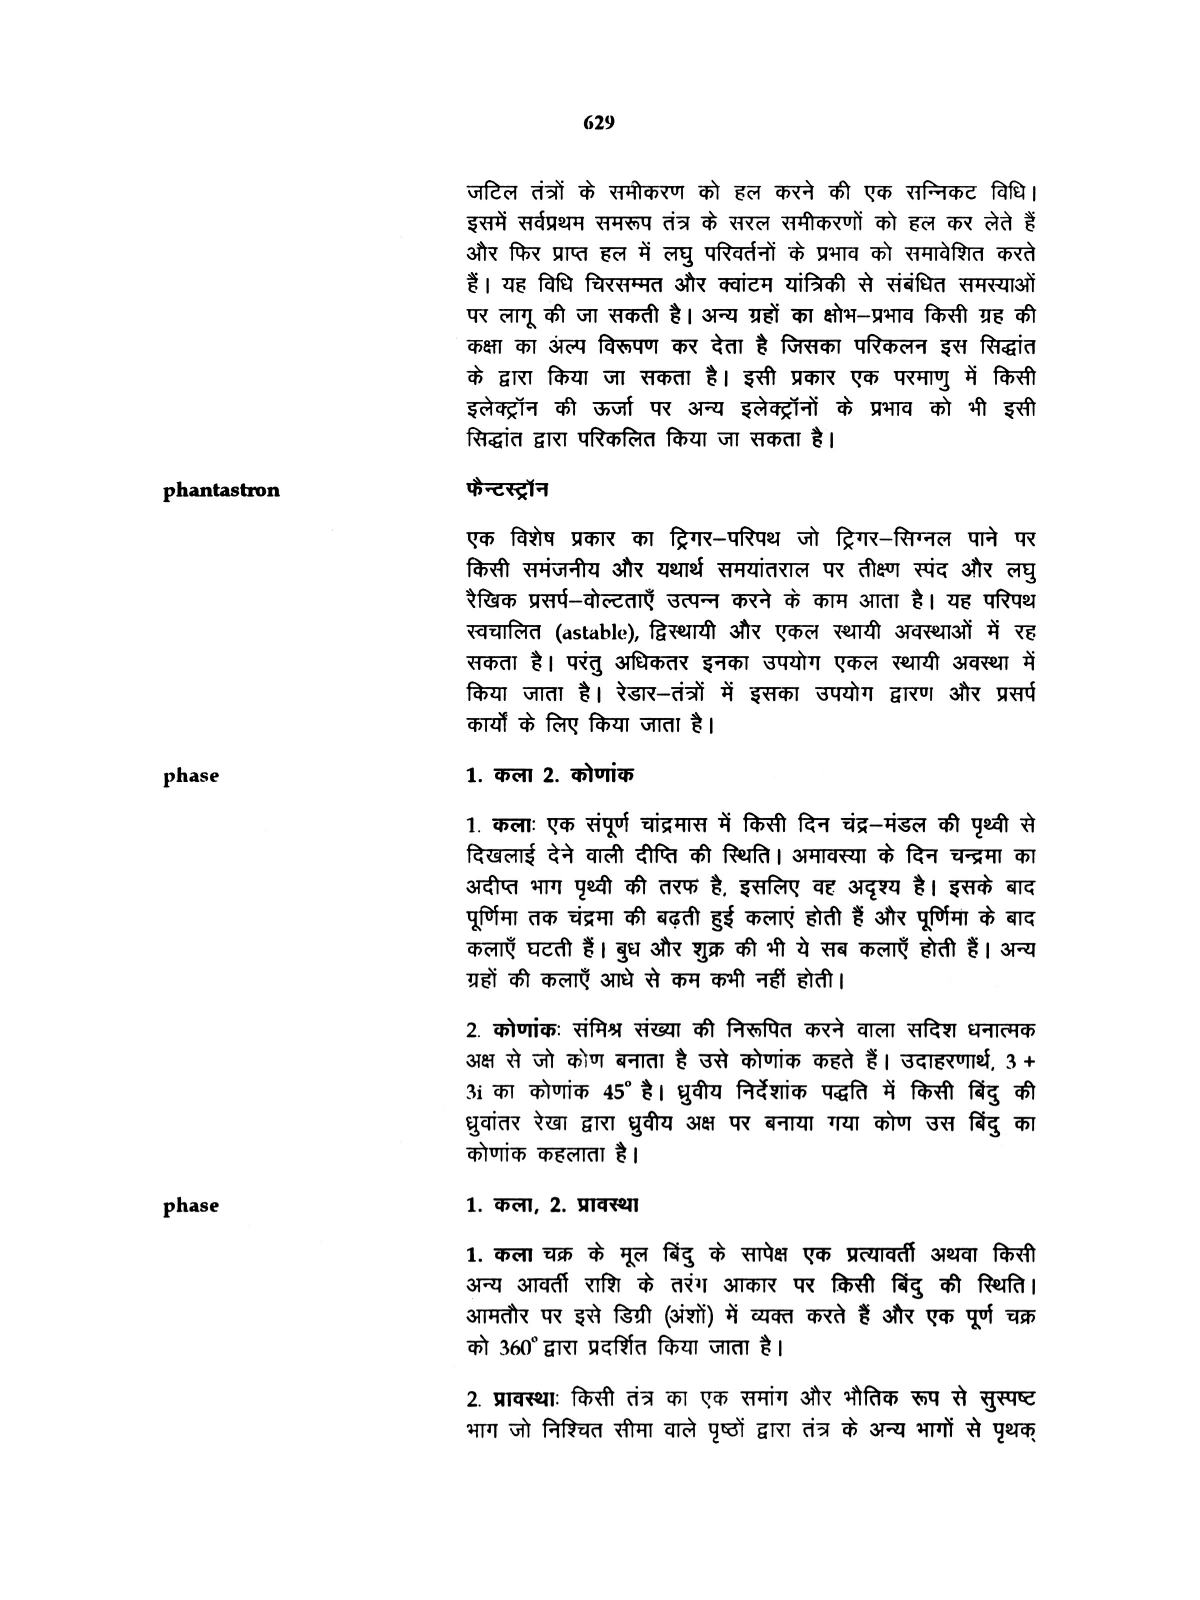 629
जटिल तंत्रों के समीकरण को हल करने की एक सन्निकट विधि।
इसमें सर्वप्रथम समरूप तंत्र के सरल समीकरणों को हल कर लेते हैं
और फिर प्राप्त हल में लघु परिवर्तनों के प्रभाव को समावेशित करते
हैं। यह विधि चिरसम्मत और क्वांटम यांत्रिकी से संबंधित समस्याओं
पर लागू की जा सकती है। अन्य ग्रहों का क्षोभ–प्रभाव किसी ग्रह की
कक्षा का अल्प विरूपण कर देता है जिसका परिकलन इस सिद्धांत
के द्वारा किया जा सकता है। इसी प्रकार एक परमाणु में किसी
इलेक्ट्रॉन की ऊर्जा पर अन्य इलेक्ट्रॉनों के प्रभाव को भी इसी
सिद्धांत द्वारा परिकलित किया जा सकता है।
phantastron फैन्टस्ट्रॉन
एक विशेष प्रकार का ट्रिगर–परिपथ जो ट्रिगर–सिग्नल पाने पर
किसी समंजनीय और यथार्थ समयांतराल पर तीक्ष्ण स्पंद और लघु
रैखिक प्रसर्प–वोल्टताएँ उत्पन्न करने के काम आता है। यह परिपथ
स्वचालित (astable), द्विस्थायी और एकल स्थायी अवस्थाओं में रह
सकता है। परंतु अधिकतर इनका उपयोग एकल स्थायी अवस्था में
किया जाता है। रेडार–तंत्रों में इसका उपयोग द्वारण और प्रसर्प
कार्यों के लिए किया जाता है।
phase 1. कला 2. कोणांक
1. कलाः एक संपूर्ण चांद्रमास में किसी दिन चंद्र–मंडल की पृथ्वी से
दिखलाई देने वाली दीप्ति की स्थिति। अमावस्या के दिन चन्द्रमा का
अदीप्त भाग पृथ्वी की तरफ है, इसलिए वह अदृश्य है। इसके बाद
पूर्णिमा तक चंद्रमा की बढ़ती हुई कलाएं होती हैं और पूर्णिमा के बाद
कलाएँ घटती हैं। बुध और शुक्र की भी ये सब कलाएँ होती हैं। अन्य
ग्रहों की कलाएँ आधे से कम कभी नहीं होती।
2. कोणांकः संमिश्र संख्या की निरूपित करने वाला सदिश धनात्मक
अक्ष से जो कोण बनाता है उसे कोणांक कहते हैं। उदाहरणार्थ, 3 +
3i का कोणांक 45° है। ध्रुवीय निर्देशांक पद्धति में किसी बिंदु की
ध्रुवांतर रेखा द्वारा ध्रुवीय अक्ष पर बनाया गया कोण उस बिंदु का
कोणांक कहलाता है।
phase 1. कला, 2. प्रावस्था
1. कला चक्र के मूल बिंदु के सापेक्ष एक प्रत्यावर्ती अथवा किसी
अन्य आवर्ती राशि के तरंग आकार पर किसी बिंदु की स्थिति।
आमतौर पर इसे डिग्री (अंशों) में व्यक्त करते हैं और एक पूर्ण चक्र
को 360° द्वारा प्रदर्शित किया जाता है।
2. प्रावस्थाः किसी तंत्र का एक समांग और भौतिक रूप से सुस्पष्ट
भाग जो निश्चित सीमा वाले पृष्ठों द्वारा तंत्र के अन्य भागों से पृथक्